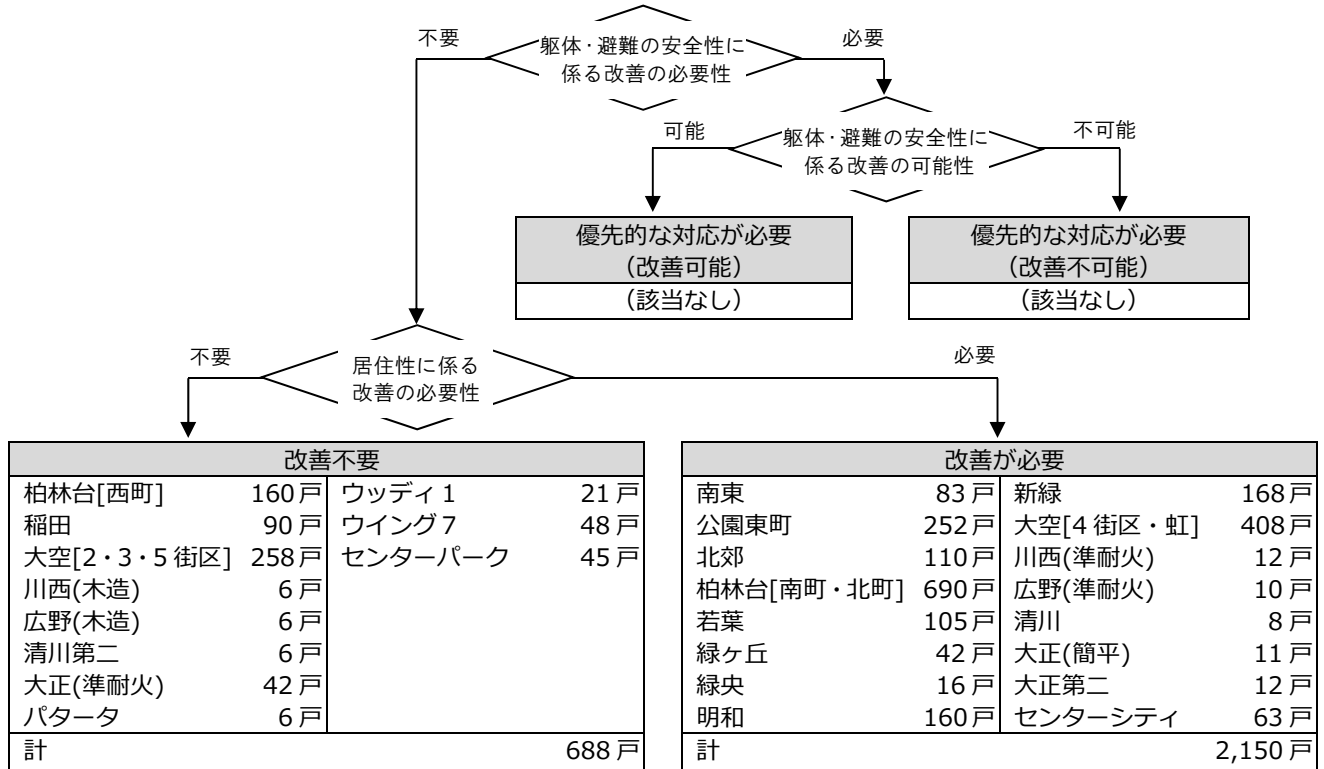 不要
躯体・避難の安全性に
係る改善の必要性
必要
可能
躯体・避難の安全性に
係る改善の可能性
不可能
優先的な対応が必要
（改善可能）
（該当なし）
優先的な対応が必要
（改善不可能）
（該当なし）
不要
居住性に係る
改善の必要性
必要
改善不要
柏林台[西町] 160戸 ウッディ1 21戸
稲田 90戸 ウイング7 48戸
大空[2・3・5街区] 258戸 センターパーク 45戸
川西(木造) 6戸
広野(木造) 6戸
清川第二 6戸
大正(準耐火) 42戸
パタータ 6戸
計 688戸
改善が必要
南東 83戸 新緑 168戸
公園東町 252戸 大空[4街区・虹] 408戸
北郊 110戸 川西(準耐火) 12戸
柏林台[南町・北町] 690戸 広野(準耐火) 10戸
若葉 105戸 清川 8戸
緑ヶ丘 42戸 大正(簡平) 11戸
緑央 16戸 大正第二 12戸
明和 160戸 センターシティ 63戸
計 2,150戸